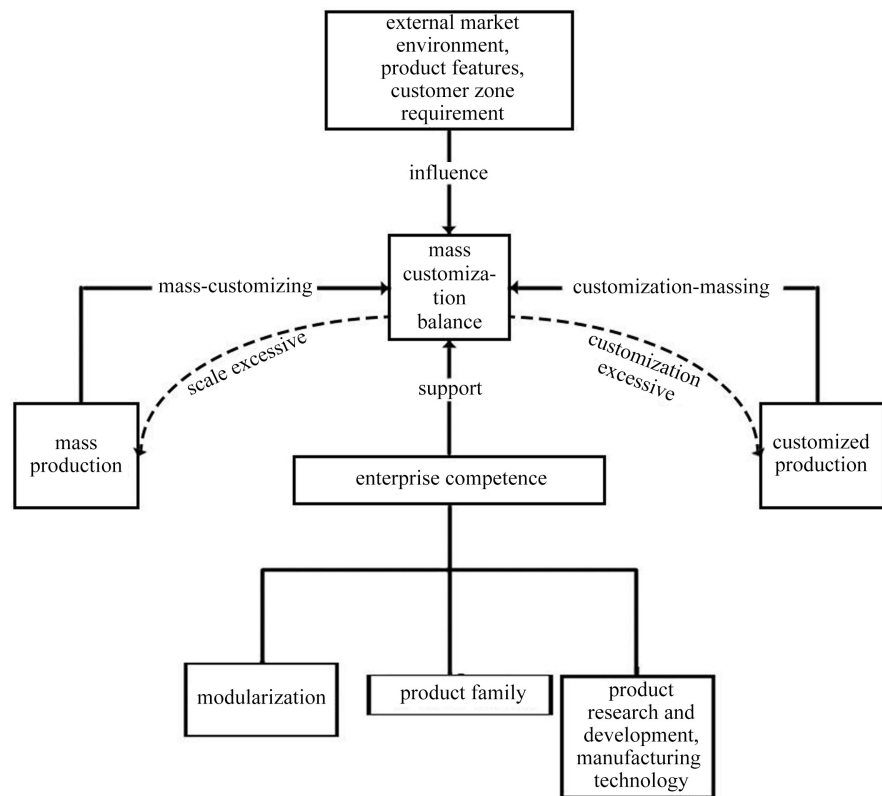 external market
environment,
product features,
customer zone
requirement
influence
mass
customiza-
tion
balance
mass-customizing
customization-massing
scale excessive
customization
excessive
support
mass
production
customized
production
enterprise competence
modularization
product family
product
research and
development,
manufacturing
technology